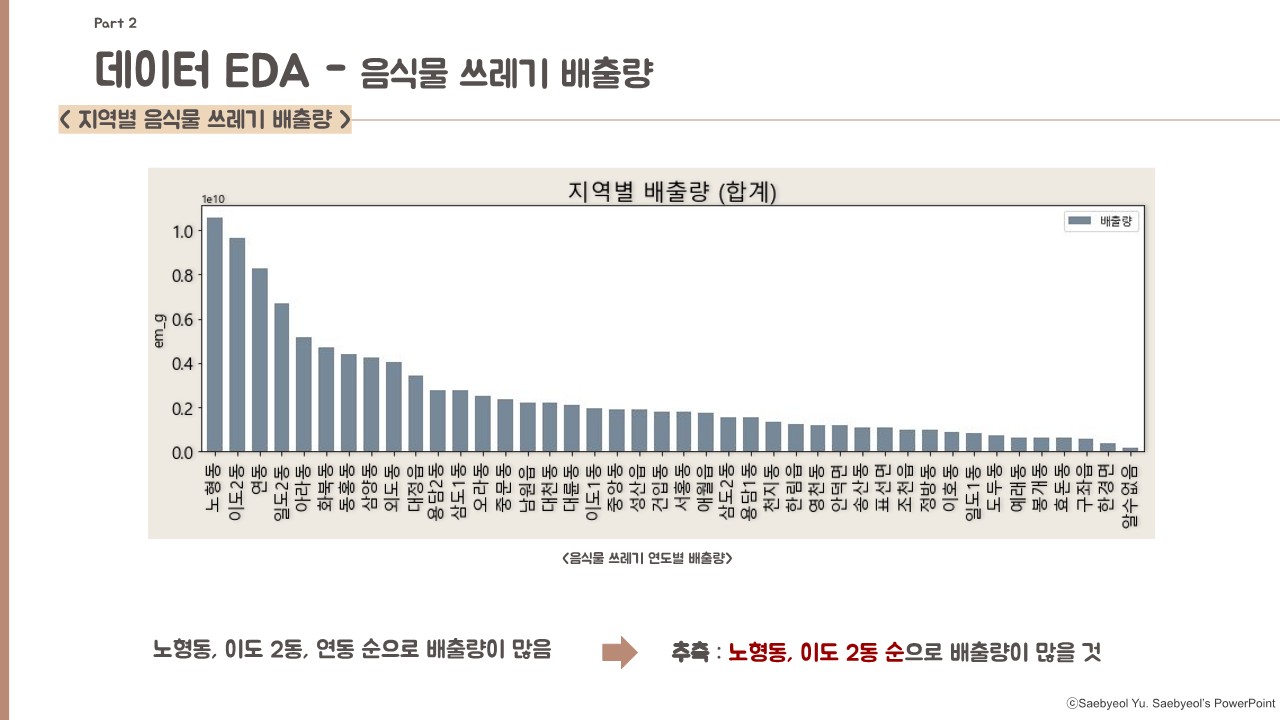 Part 2
데이터 EDA - 음식물 쓰레기 배출량
< 지역별 음식물 쓰레기 배출량 >
지역별 배출량 (합계)
1e10
배출량
1.0
0.8
0.6
0.4
0.2
0.0
em_g
노형동
이도2동
연동
일도2동
아라동
화북동
동홍동
삼양동
외도동
대정읍
용담2동
삼도1동
오라동
중문동
남원읍
대천동
대륜동
이도1동
중앙동
성산읍
건입동
서홍동
애월읍
삼도2동
용담1동
천지동
한림읍
영천동
안덕면
송산동
표선면
조천읍
정방동
이호동
일도1동
도두동
예래동
봉개동
효돈동
구좌읍
한경면
알수없음
<음식물 쓰레기 연도별 배출량>
노형동, 이도 2동, 연동 순으로 배출량이 많음
추측 : 노형동, 이도 2동 순으로 배출량이 많을 것
ⓒSaebyeol Yu. Saebyeol's PowerPoint